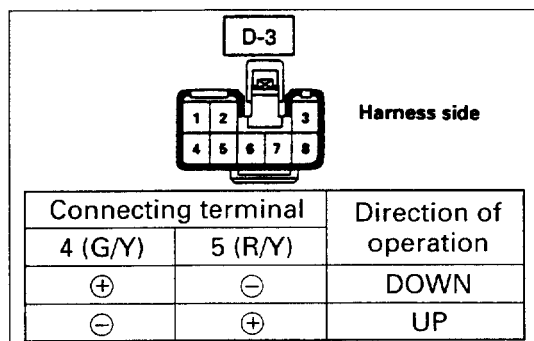 D-3
1 2 3
Harness side
4 5 6 7 8
Connecting terminal
Direction of operation
4 (G/Y) 5 (R/Y)
⊕ ⊖ DOWN
⊖ ⊕ UP